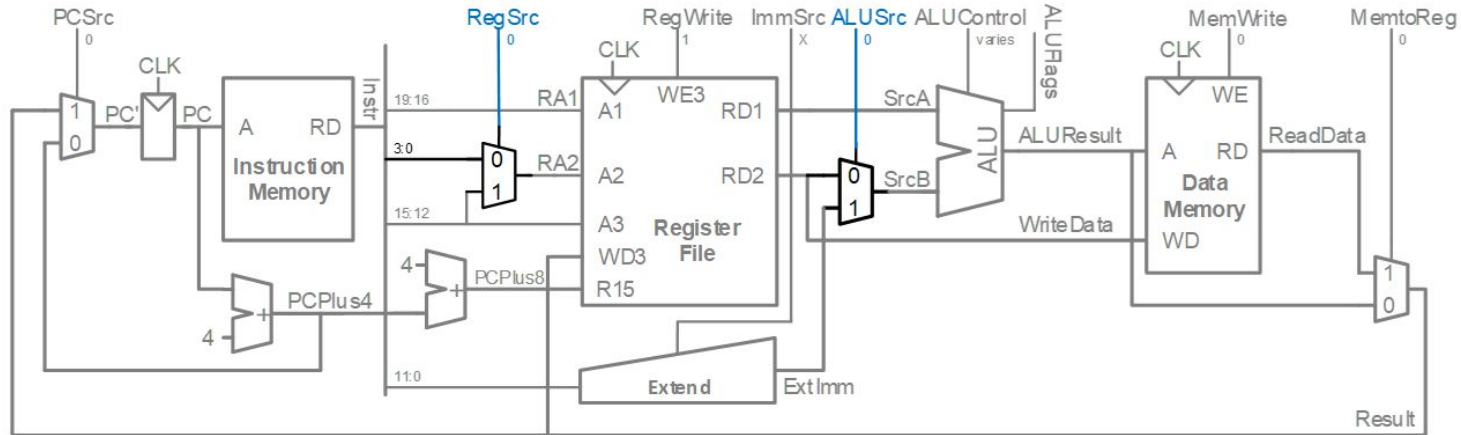 PCSrc RegSrc RegWrite ImmSrc ALUSrc ALUControl ALUFlags MemWrite MemtoReg
0 0 1 X 0 varies 0 0
CLK CLK CLK
Instr
19:16 RA1 A1 WE3 RD1 SrcA WE
1 PC' PC A RD ALU ALUResult A RD ReadData
0 3:0 0 RA2 A2 RD2 0 SrcB
Instruction
Memory
1 1
Data
Memory
15:12 A3 Register
File
WriteData WD
WD3
4 PCPlus8 R15 1
PCPlus4 + 0
+
4
11:0 Extend ExtImm
Result